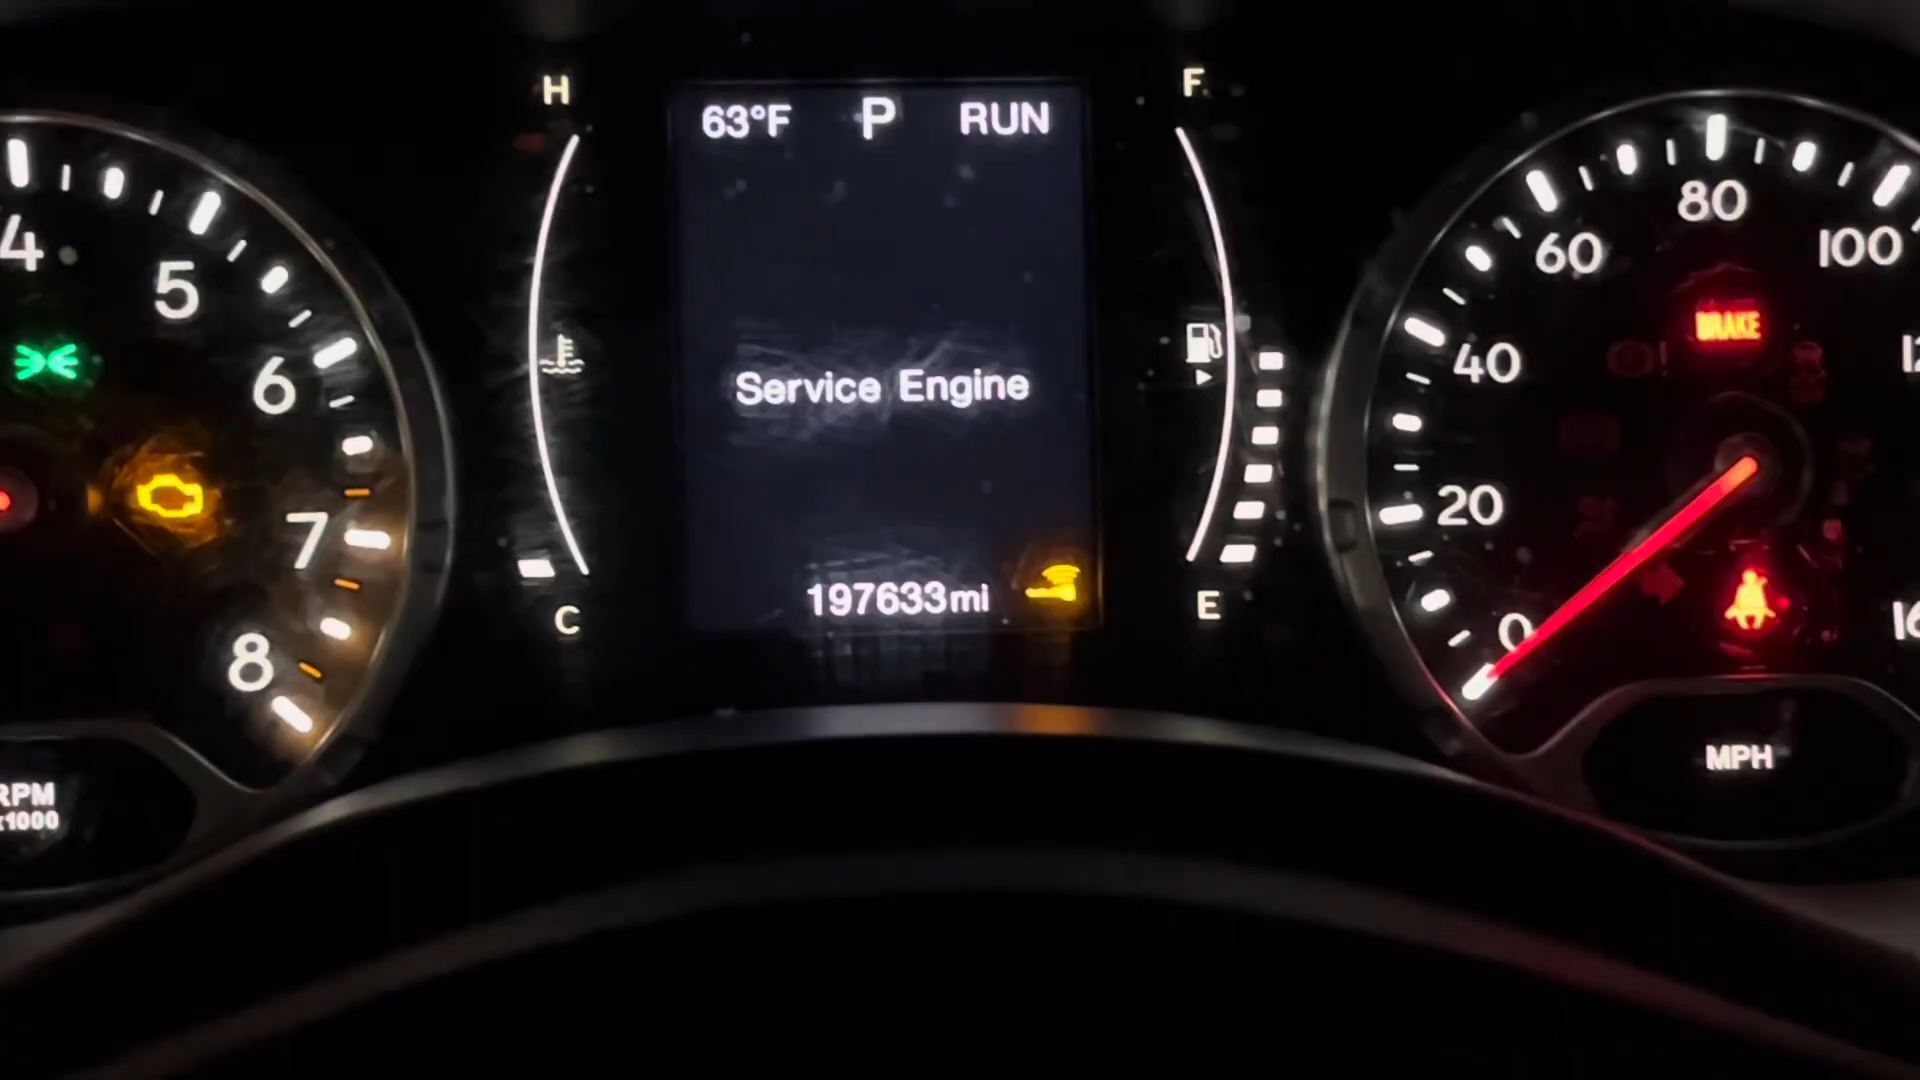 H
63°F P RUN
F
4
5
6
7
8
RPM
x1000
C
Service Engine
197633mi
E
0
20
40
60
80
100
BRAKE
MPH